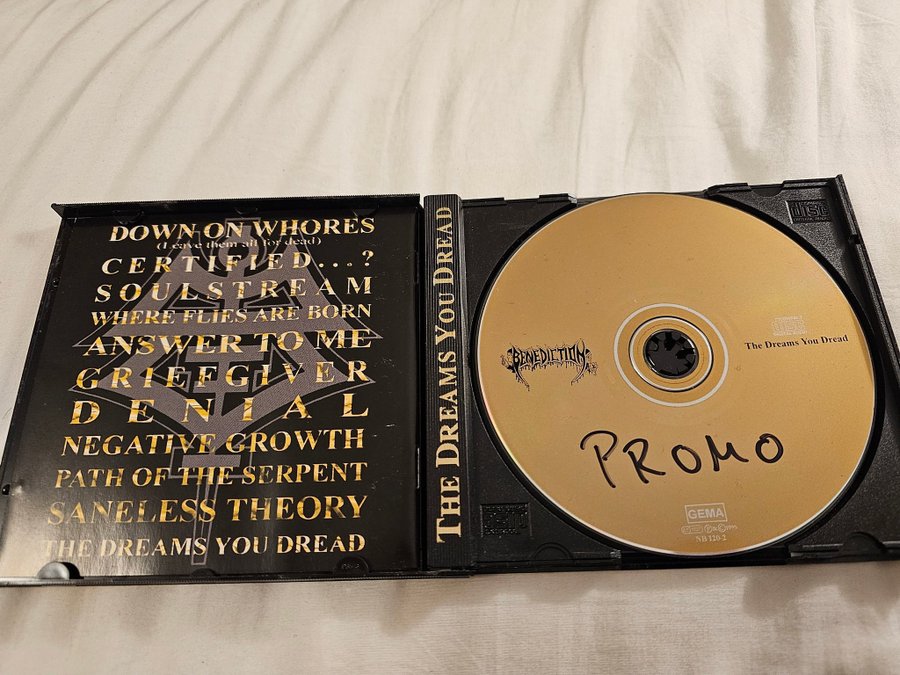 DOWN ON WHORES
(Leave them all for dead)
CERTIFIED...?
SOULSTREAM
WHERE FLIES ARE BORN
ANSWER TO ME
GRIEFGIVER
DENIAL
NEGATIVE GROWTH
PATH OF THE SERPENT
SANELESS THEORY
THE DREAMS YOU DREAD
THE DREAMS YOU DREAD
BENEDICTION
The Dreams You Dread
PROMO
GEMA
NB 120-2